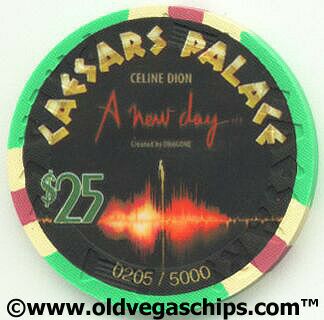 CAESARS PALACE
CELINE DION
A new day...
Created by DRAGONE
$25
0205 / 5000
©www.oldvegaschips.com™